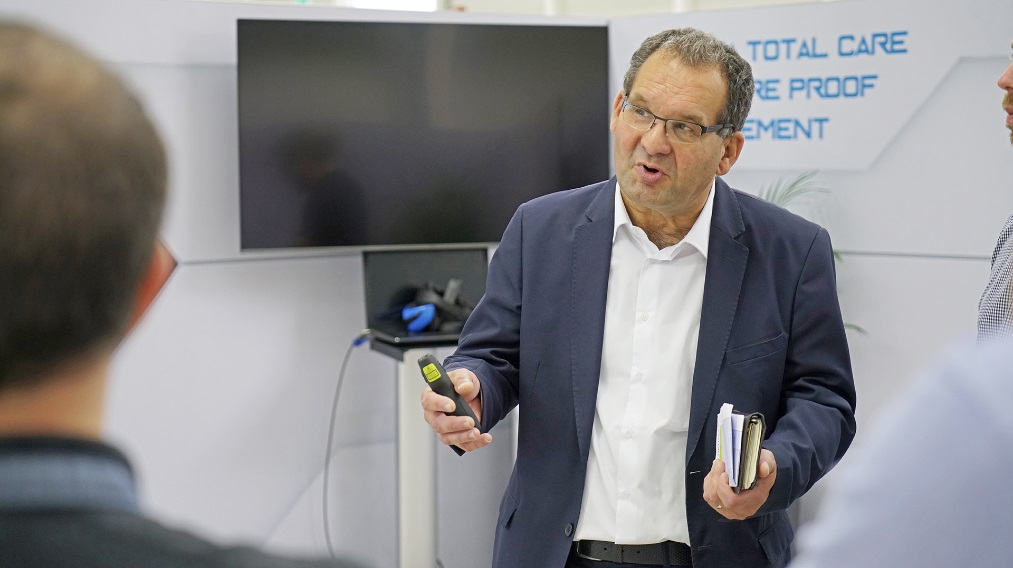 A TOTAL CARE
RE PROOF
EMENT